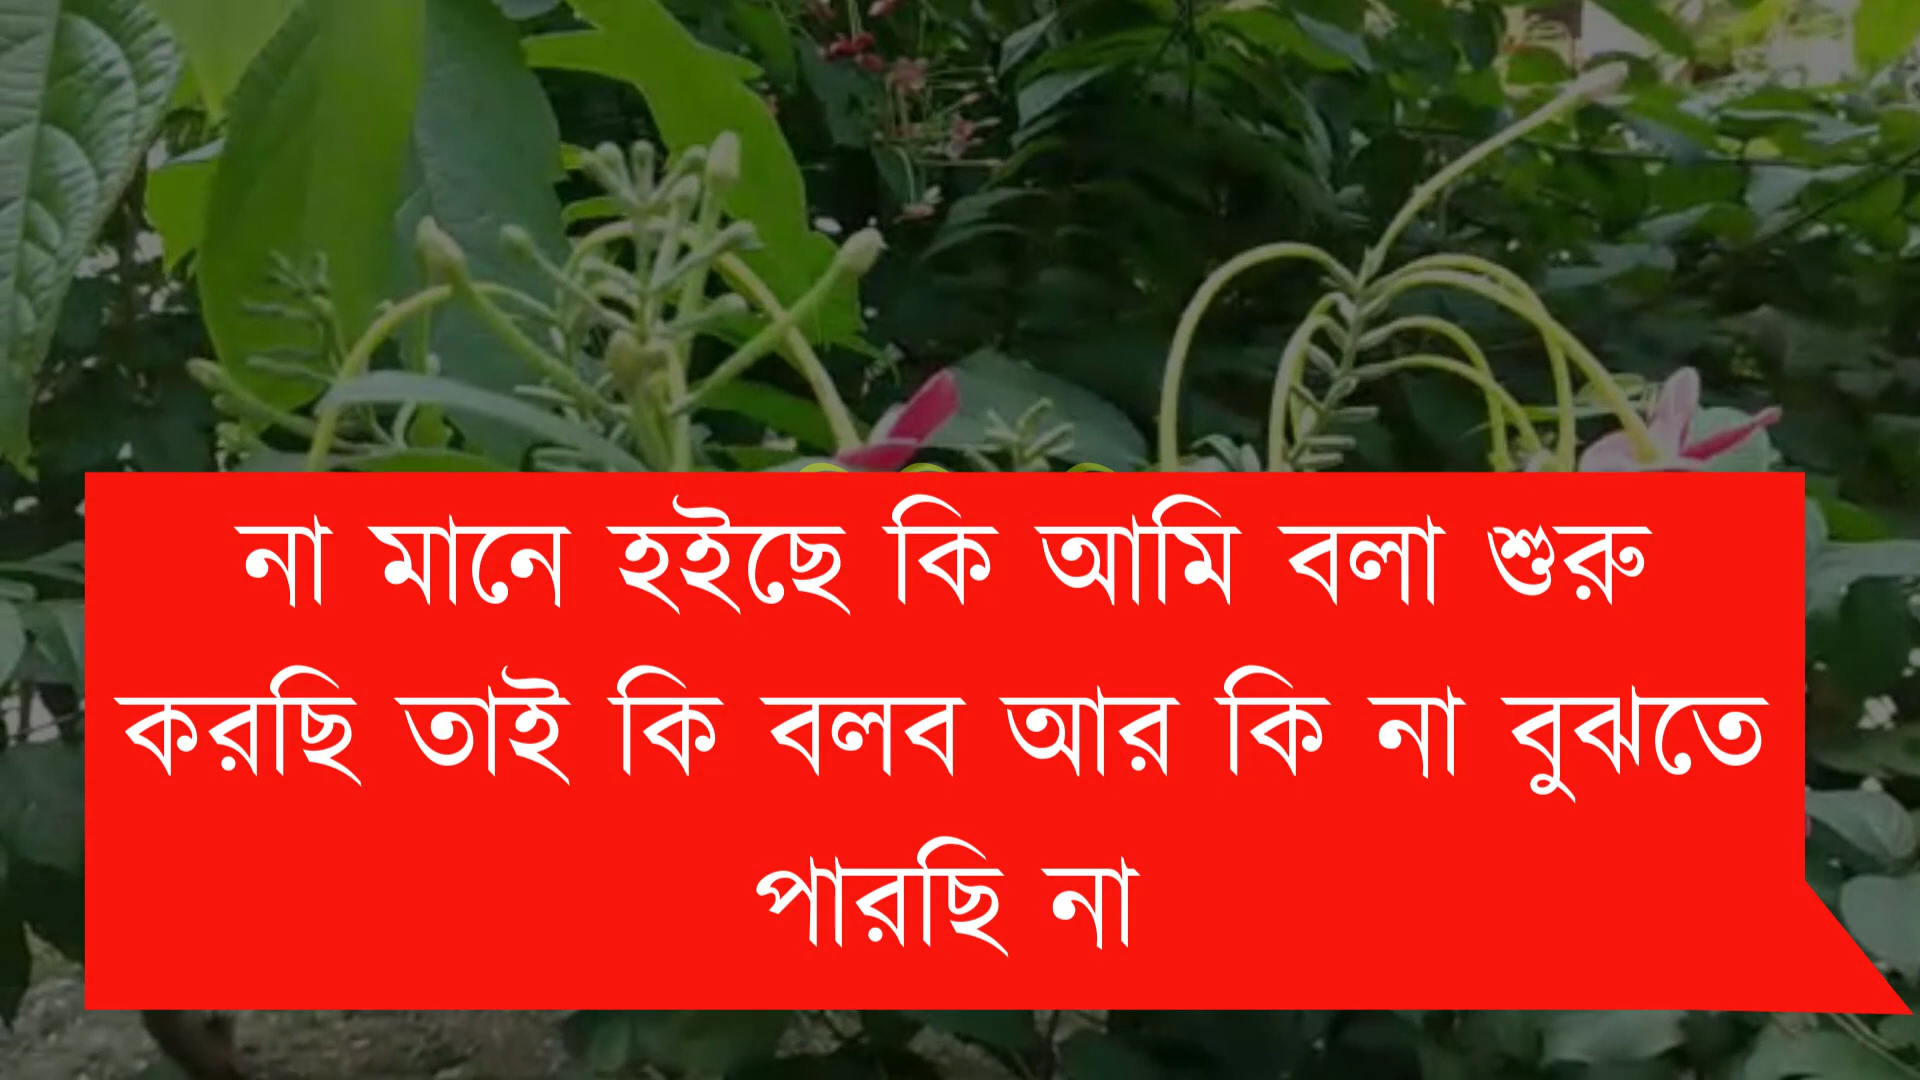 না মানে হইছে কি আমি বলা শুরু
করছি তাই কি বলব আর কি না বুঝতে
পারছি না